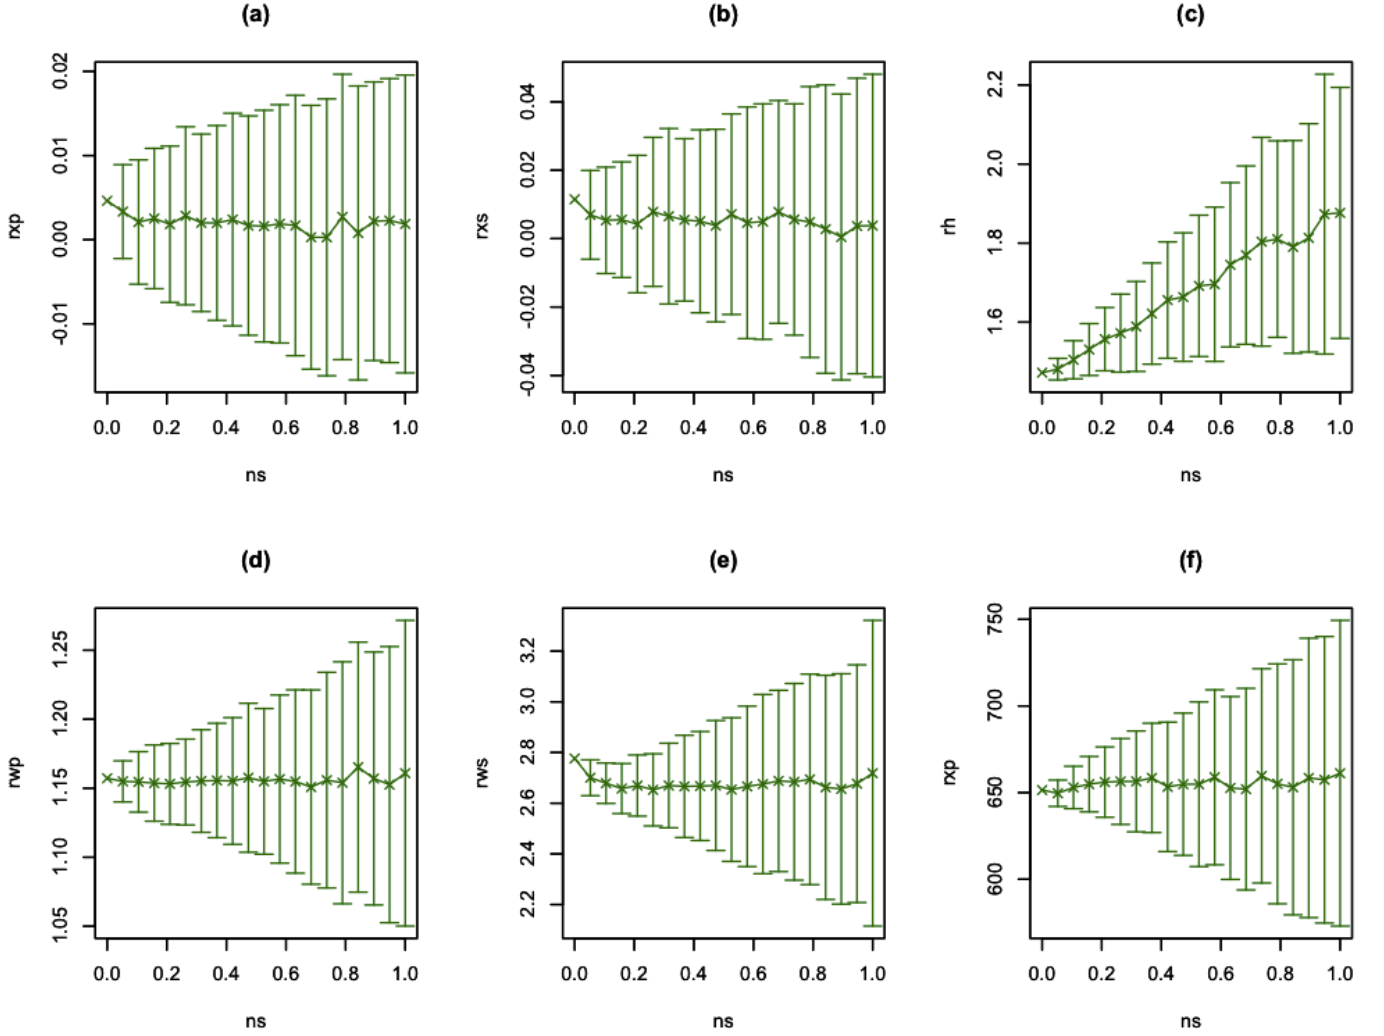 (a)
rxp
0.02
0.01
0.00
-0.01
0.0 0.2 0.4 0.6 0.8 1.0
ns
(b)
rxs
0.04
0.02
0.00
-0.02
-0.04
0.0 0.2 0.4 0.6 0.8 1.0
ns
(c)
rh
2.2
2.0
1.8
1.6
0.0 0.2 0.4 0.6 0.8 1.0
ns
(d)
rwp
1.25
1.20
1.15
1.10
1.05
0.0 0.2 0.4 0.6 0.8 1.0
ns
(e)
rws
3.2
3.0
2.8
2.6
2.4
2.2
0.0 0.2 0.4 0.6 0.8 1.0
ns
(f)
rxp
750
700
650
600
0.0 0.2 0.4 0.6 0.8 1.0
ns